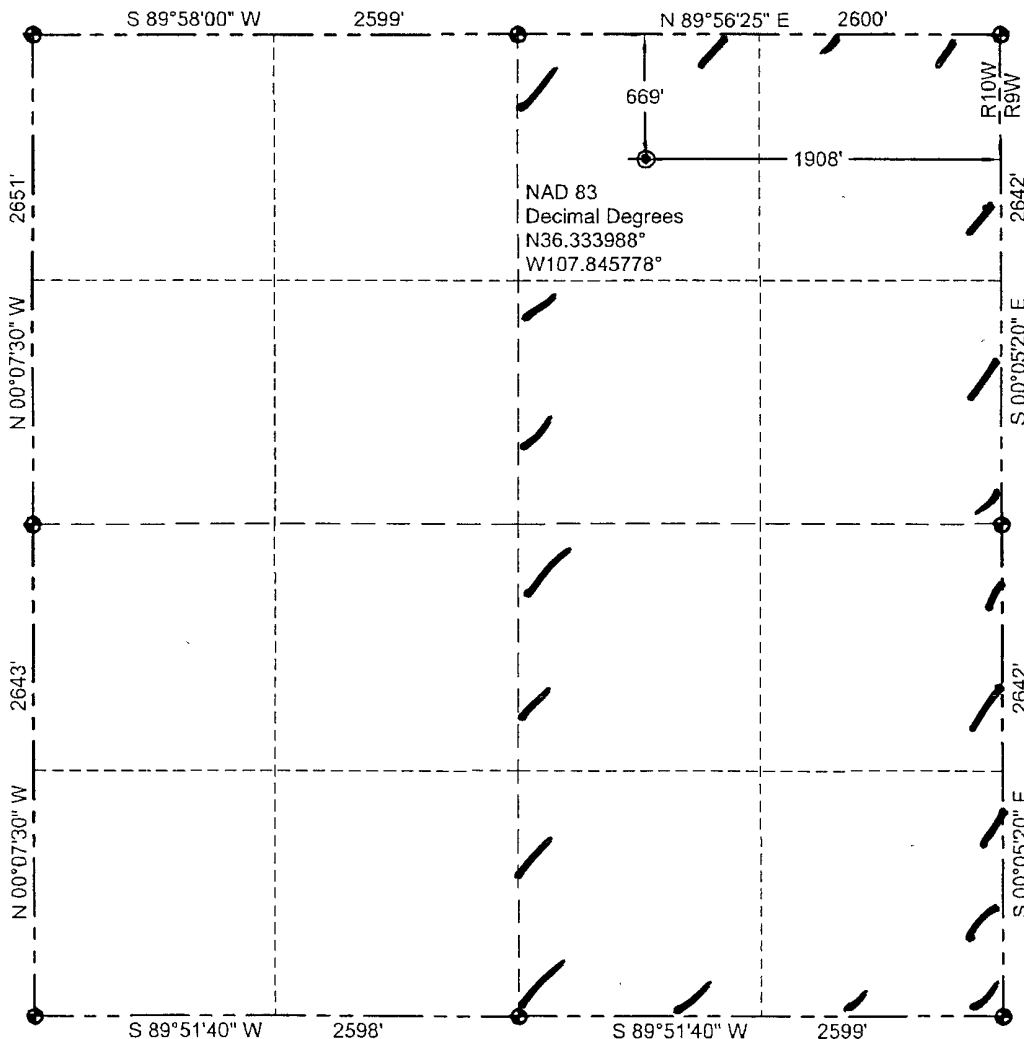 S 89°58'00" W 2599'
N 89°56'25" E 2600'
669'
R10W
R9W
1908'
2651'
2642'
NAD 83
Decimal Degrees
N36.333988°
W107.845778°
N 00°07'30" W
S 00°05'20" E
2643'
2642'
N 00°07'30" W
S 00°05'20" E
S 89°51'40" W 2598'
S 89°51'40" W 2599'